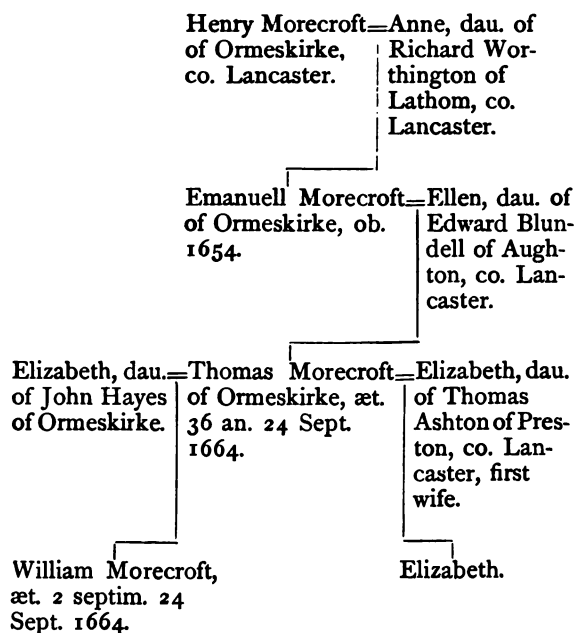 Henry Morecroft=Anne, dau. of
of Ormeskirke, Richard Wor-
co. Lancaster. thington of
Lathom, co.
Lancaster.
Emanuell Morecroft=Ellen, dau. of
of Ormeskirke, ob. Edward Blun-
1654. dell of Augh-
ton, co. Lan-
caster.
Elizabeth, dau.=Thomas Morecroft=Elizabeth, dau.
of John Hayes of Ormeskirke, æt. of Thomas
of Ormeskirke. 36 an. 24 Sept. Ashton of Pres-
1664. ton, co. Lan-
caster, first
wife.
William Morecroft, Elizabeth.
æt. 2 septim. 24
Sept. 1664.